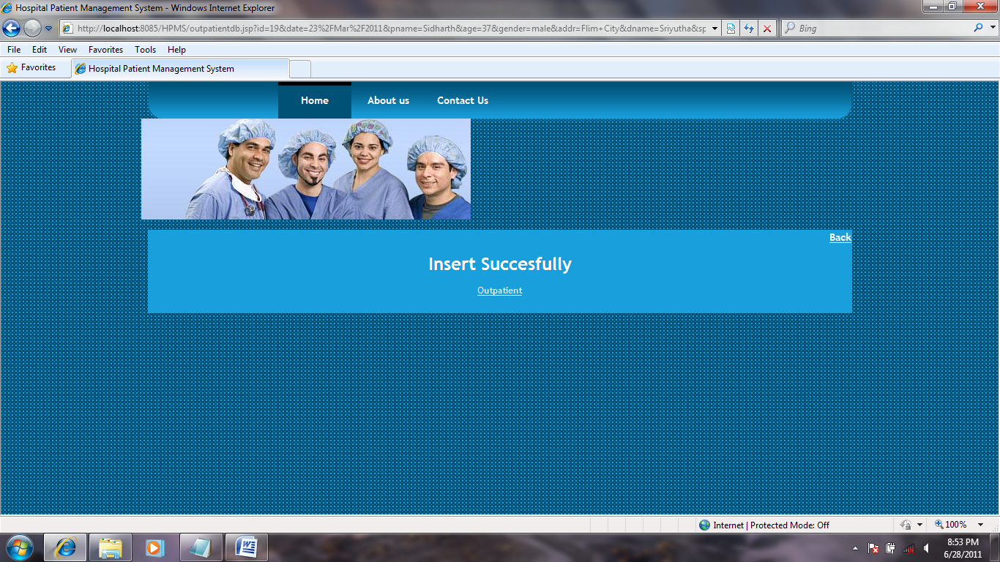 Hospital Patient Management System - Windows Internet Explorer
http://localhost:8085/HPMS/outpatientdb.jsp?id=19&date=23%2FMar%2F2011&pname=Sidharth&age=37&gender=male&addr=Flim+City&dname=Sriyutha&sp
Bing
File Edit View Favorites Tools Help
Favorites
Hospital Patient Management System
Home About us Contact Us
Back
Insert Succesfully
Outpatient
Internet | Protected Mode: Off
100%
8:53 PM
6/28/2011